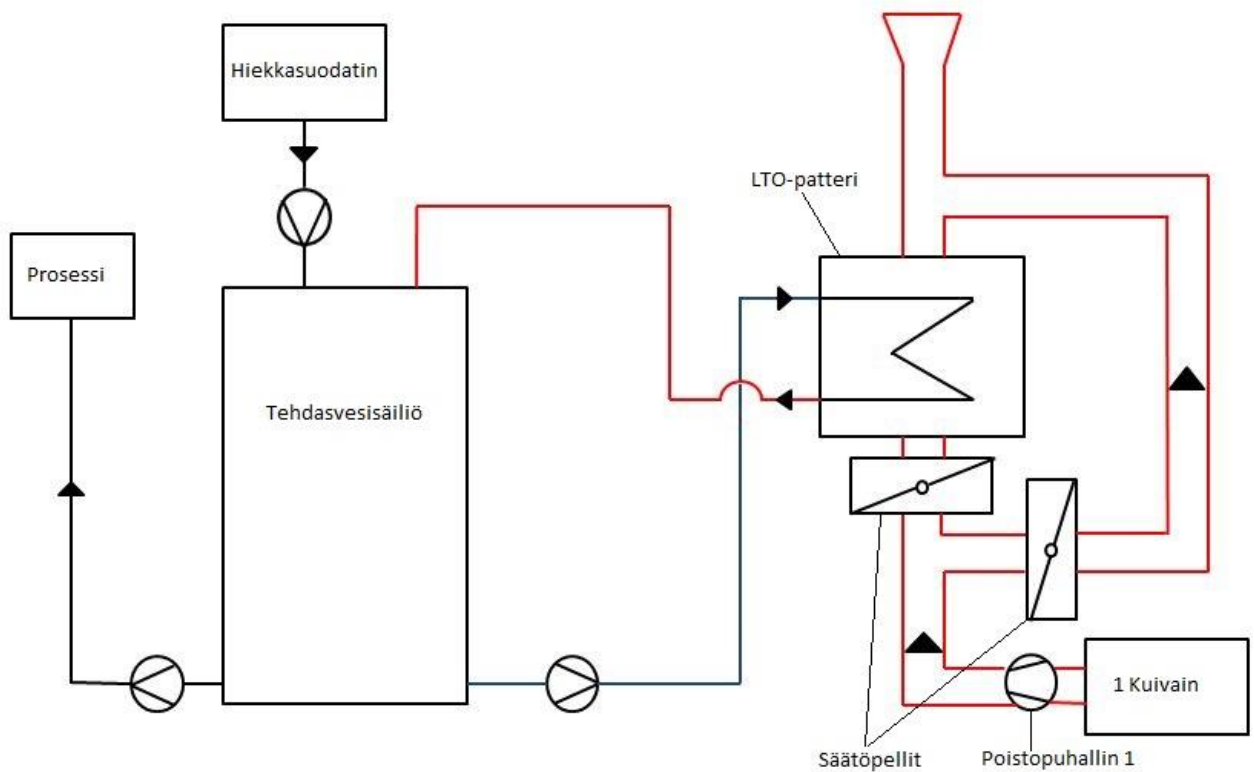 Hiekkasuodatin
LTO-patteri
Prosessi
Tehdasvesisäiliö
1 Kuivain
Säätöpellit
Poistopuhallin 1